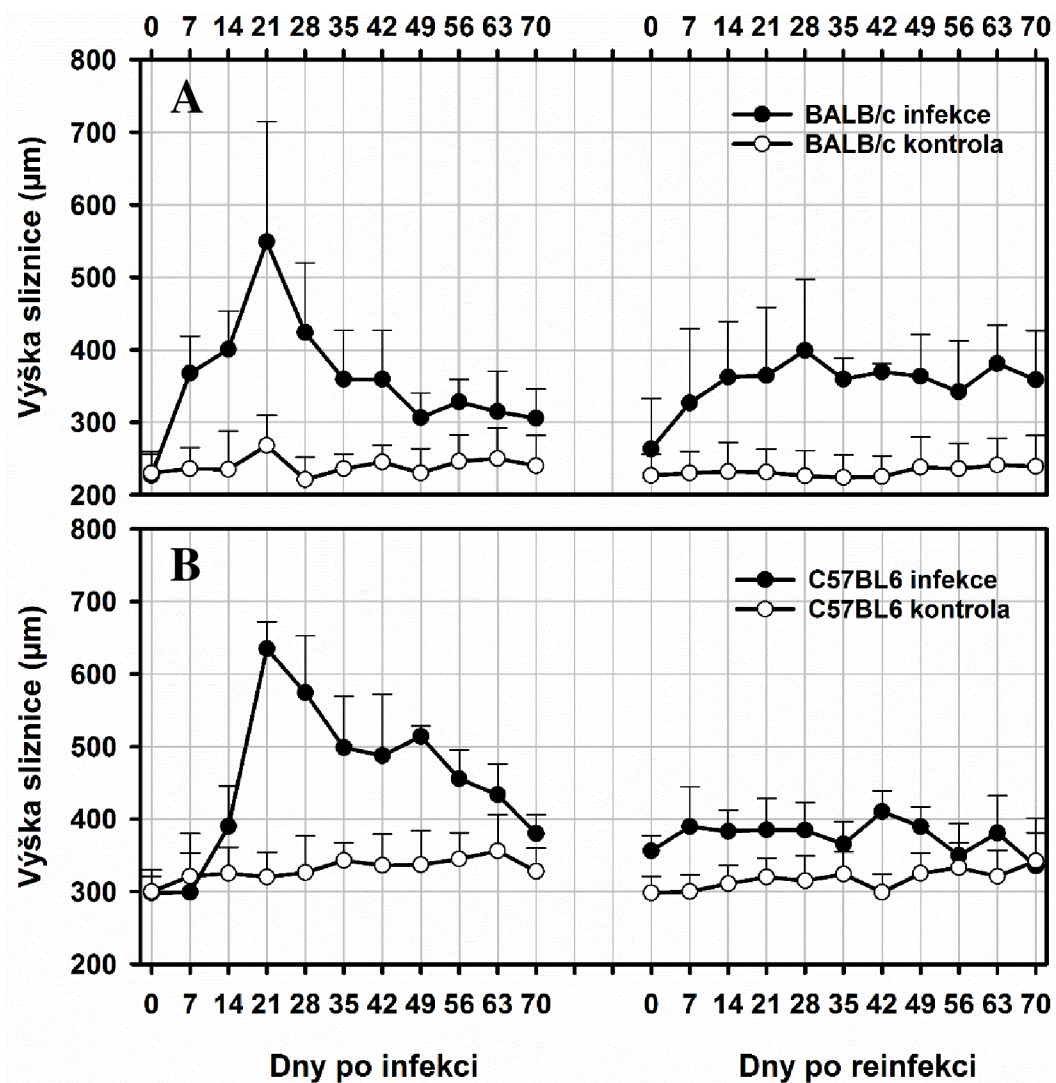 0 7 14 21 28 35 42 49 56 63 70 0 7 14 21 28 35 42 49 56 63 70
800
A
BALB/c infekce
700
BALB/c kontrola
600
500
400
300
200
Výška sliznice (µm)
800
B
C57BL6 infekce
700
C57BL6 kontrola
600
500
400
300
200
Výška sliznice (µm)
0 7 14 21 28 35 42 49 56 63 70 0 7 14 21 28 35 42 49 56 63 70
Dny po infekci
Dny po reinfekci